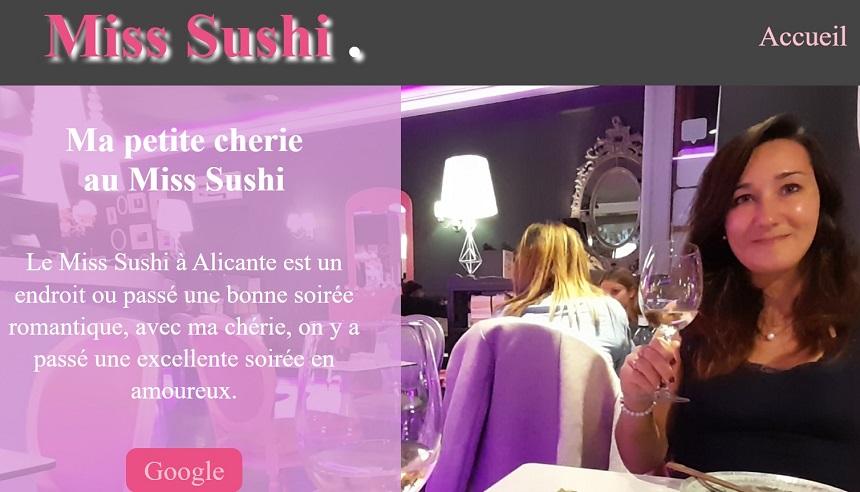 Miss Sushi .
Accueil
Ma petite cherie
au Miss Sushi
Le Miss Sushi à Alicante est un
endroit ou passé une bonne soirée
romantique, avec ma chérie, on y a
passé une excellente soirée en
amoureux.
Google